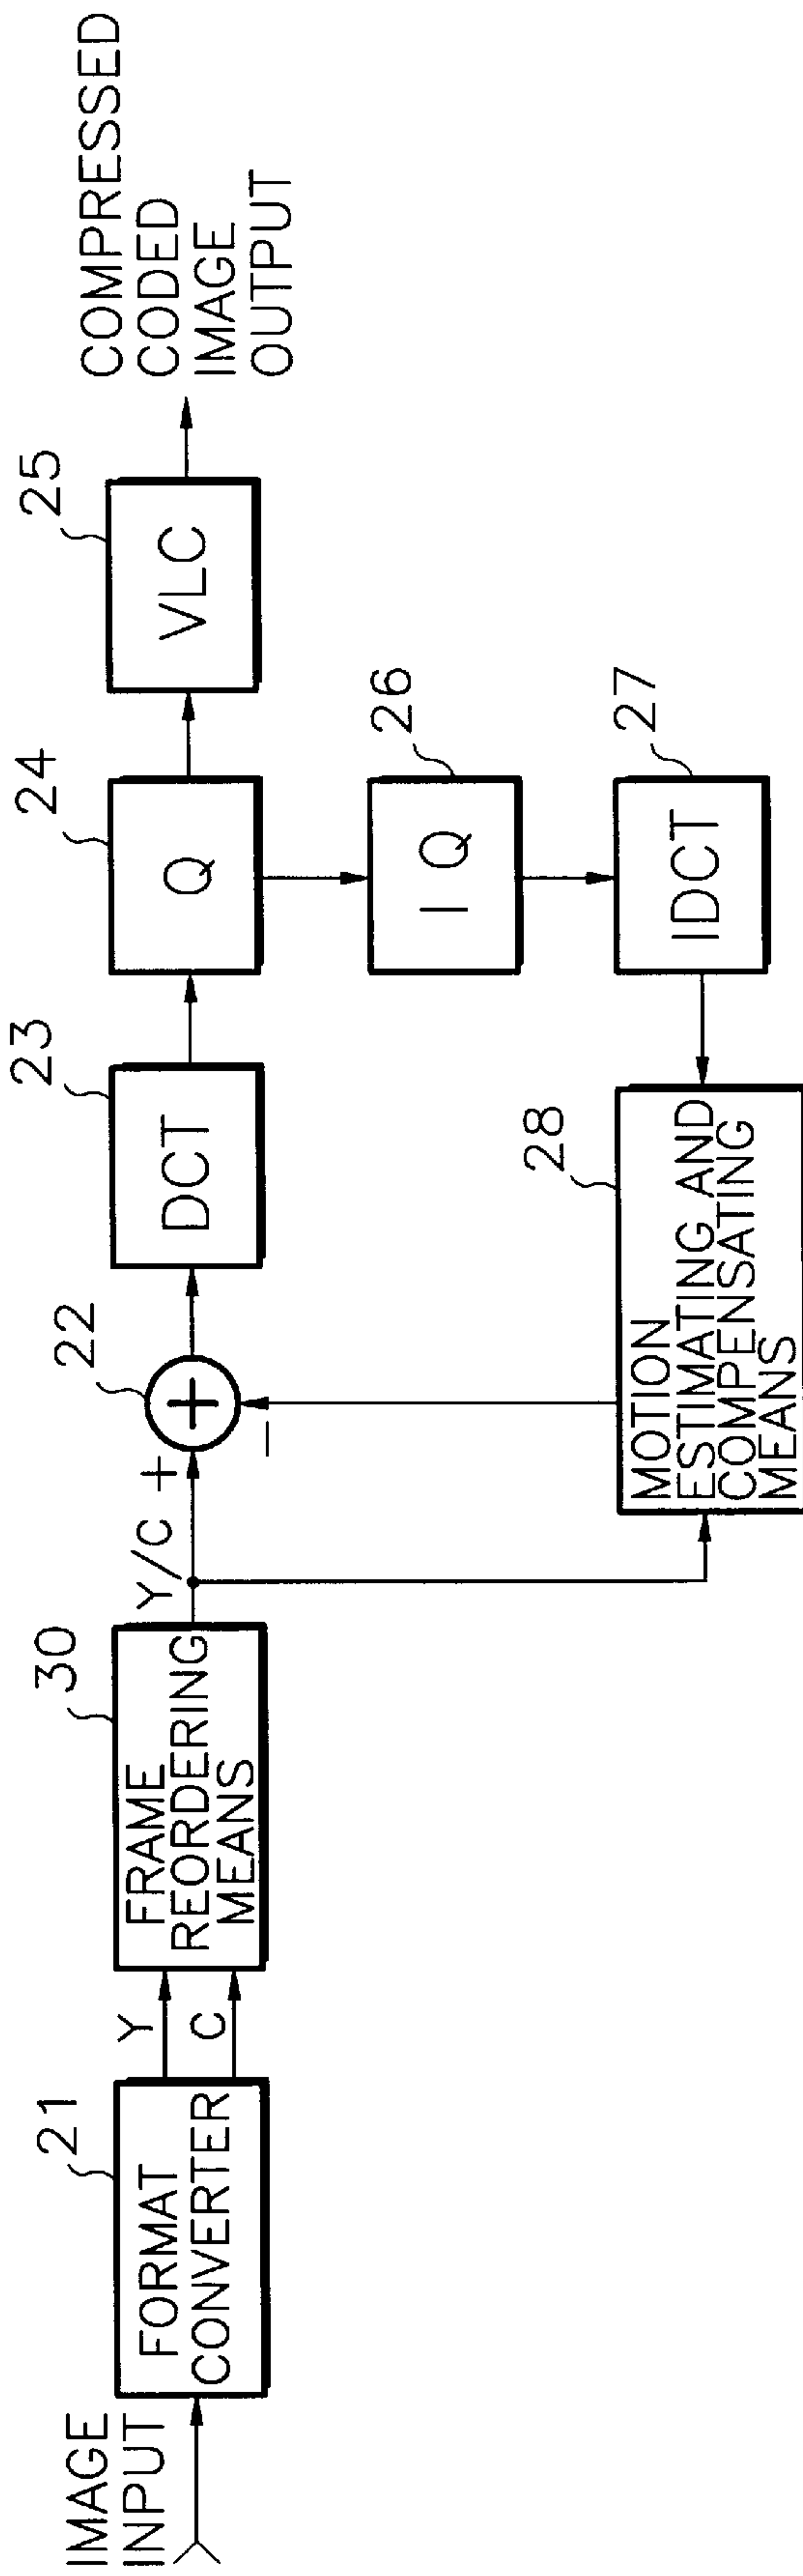 IMAGE
INPUT
21
FORMAT
CONVERTER
Y
C
30
FRAME
REORDERING
MEANS
Y/C
+
22
+
−
23
DCT
24
Q
25
VLC
COMPRESSED
CODED
IMAGE
OUTPUT
26
IQ
27
IDCT
28
MOTION
ESTIMATING AND
COMPENSATING
MEANS